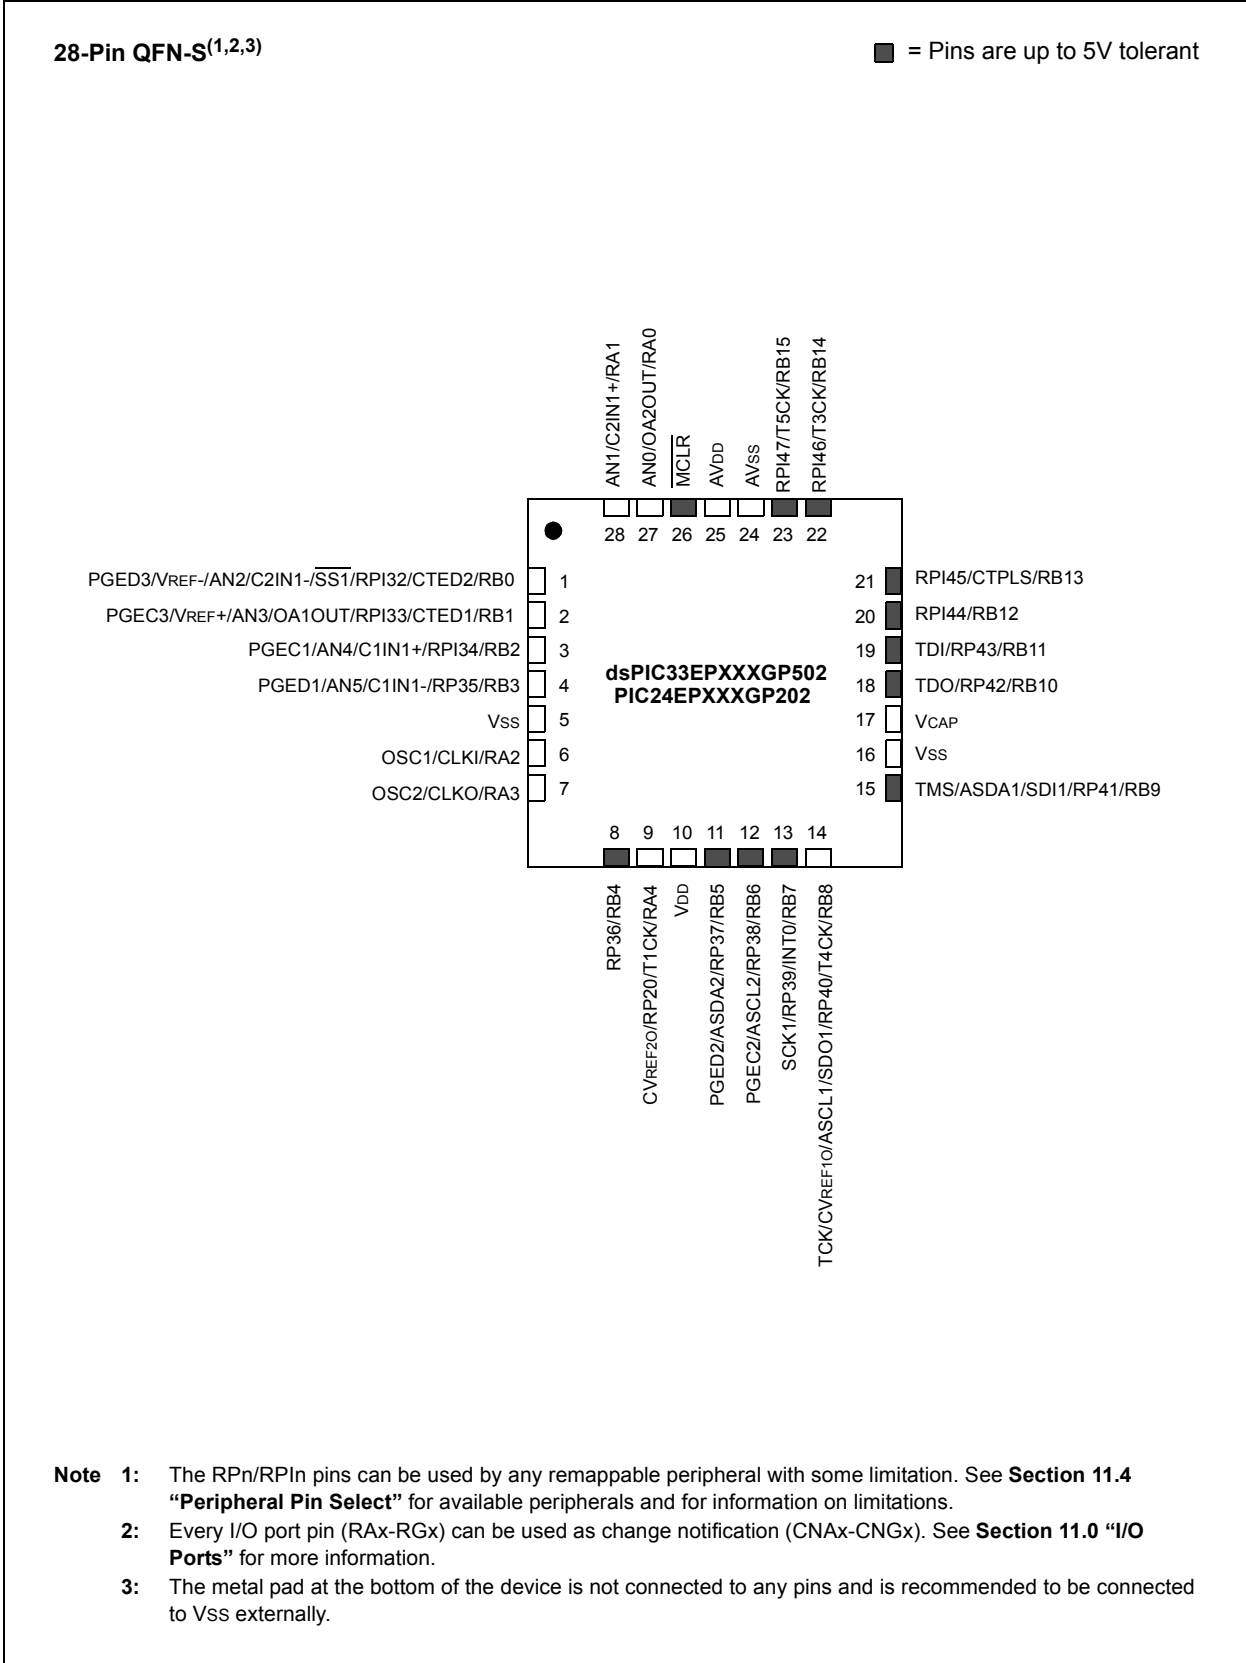 28-Pin QFN-S(1,2,3)
= Pins are up to 5V tolerant
AN1/C2IN1+/RA1
AN0/OA2OUT/RA0
MCLR
AVDD
AVSS
RPI47/T5CK/RB15
RPI46/T3CK/RB14
28 27 26 25 24 23 22
PGED3/VREF-/AN2/C2IN1-/SS1/RPI32/CTED2/RB0 1
PGEC3/VREF+/AN3/OA1OUT/RPI33/CTED1/RB1 2
PGEC1/AN4/C1IN1+/RPI34/RB2 3
PGED1/AN5/C1IN1-/RP35/RB3 4
VSS 5
OSC1/CLKI/RA2 6
OSC2/CLKO/RA3 7
dsPIC33EPXXXGP502
PIC24EPXXXGP202
21 RPI45/CTPLS/RB13
20 RPI44/RB12
19 TDI/RP43/RB11
18 TDO/RP42/RB10
17 VCAP
16 VSS
15 TMS/ASDA1/SDI1/RP41/RB9
8 9 10 11 12 13 14
RP36/RB4
CVREF2O/RP20/T1CK/RA4
VDD
PGED2/ASDA2/RP37/RB5
PGEC2/ASCL2/RP38/RB6
SCK1/RP39/INT0/RB7
TCK/CVREF1O/ASCL1/SDO1/RP40/T4CK/RB8
Note 1: The RPn/RPIn pins can be used by any remappable peripheral with some limitation. See Section 11.4
“Peripheral Pin Select” for available peripherals and for information on limitations.
2: Every I/O port pin (RAx-RGx) can be used as change notification (CNAx-CNGx). See Section 11.0 “I/O
Ports” for more information.
3: The metal pad at the bottom of the device is not connected to any pins and is recommended to be connected
to VSS externally.